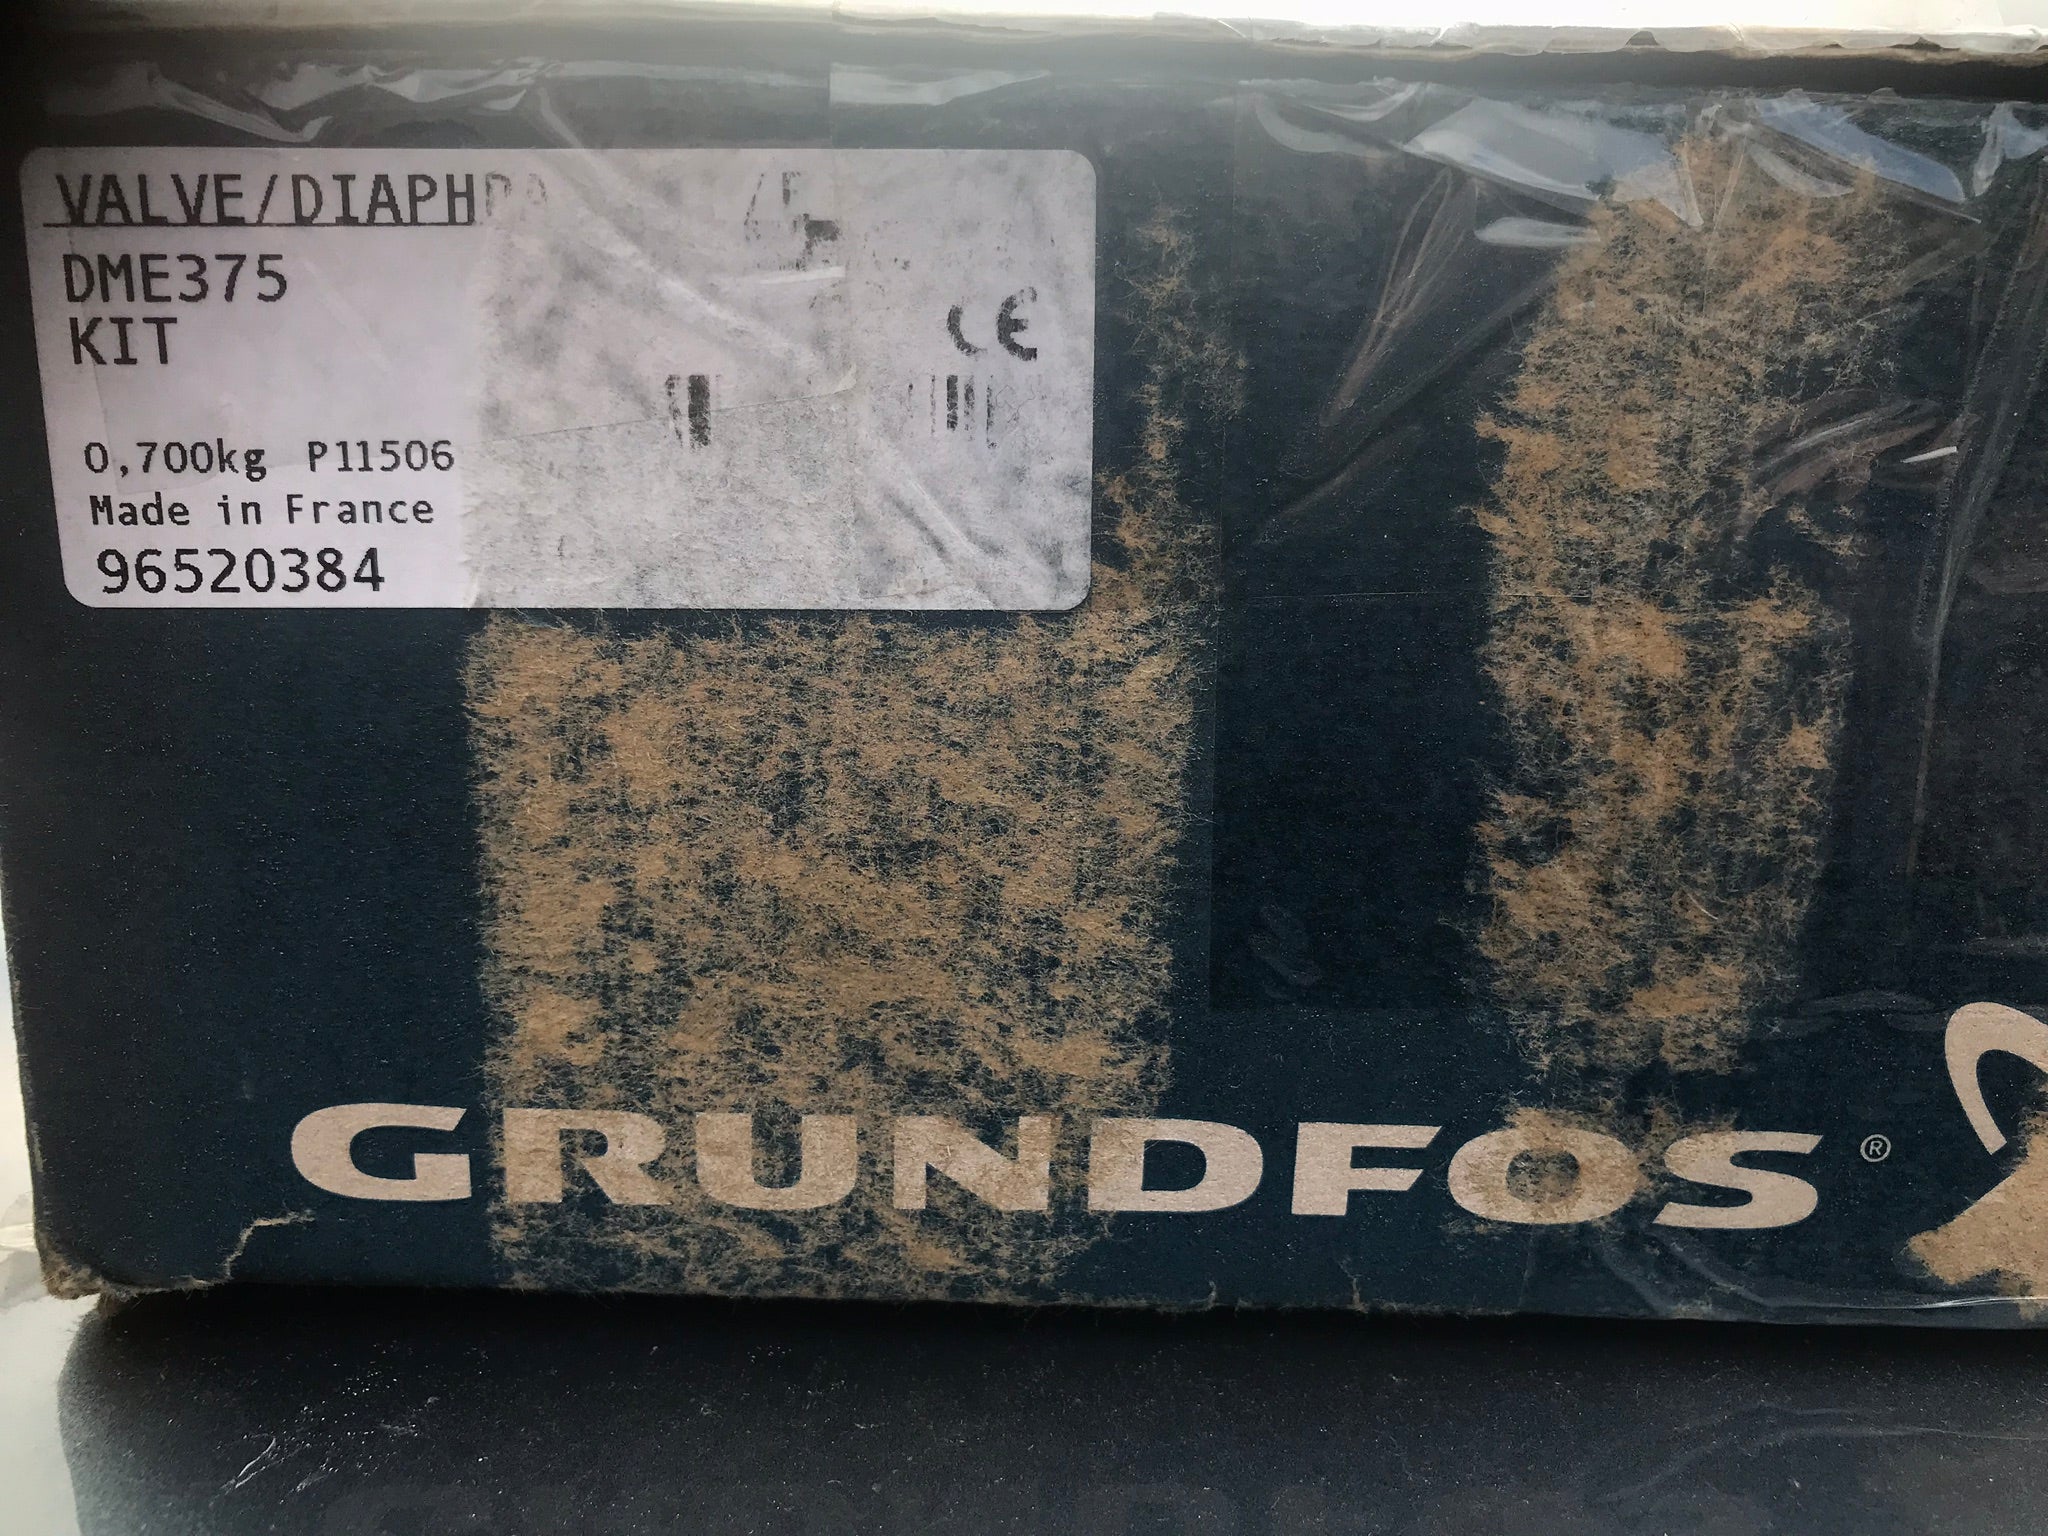 VALVE/DIAPH
DME375
KIT
CE
0,700kg P11506
Made in France
96520384
GRUNDFOS®